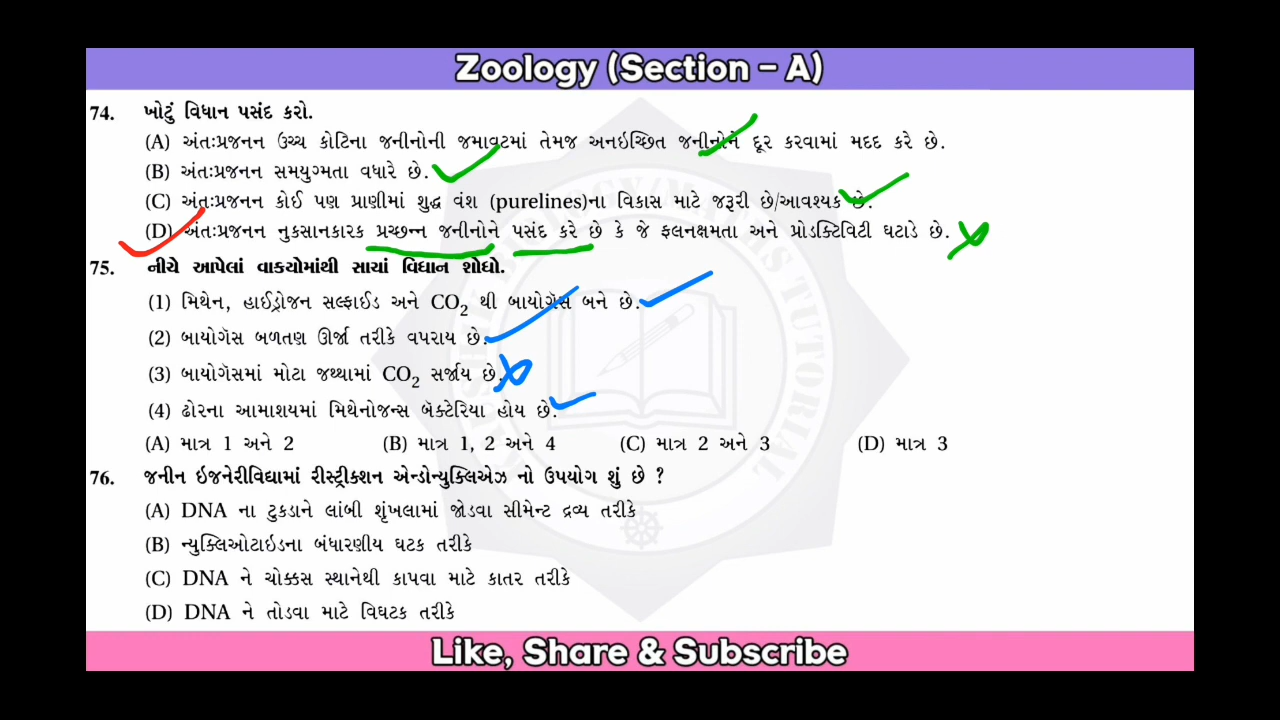 Zoology (Section – A)
74. ખોટું વિધાન પસંદ કરો.
(A) અંતઃપ્રજનન ઉચ્ચ કોટિના જનીનોની જમાવટમાં તેમજ અનઇચ્છિત જનીનોને દૂર કરવામાં મદદ કરે છે.
(B) અંતઃપ્રજનન સમયુગ્મતા વધારે છે.
(C) અંતઃપ્રજનન કોઈ પણ પ્રાણીમાં શુદ્ધ વંશ (purelines)ના વિકાસ માટે જરૂરી છે/આવશ્યક છે.
(D) અંતઃપ્રજનન નુકસાનકારક પ્રચ્છન્ન જનીનોને પસંદ કરે છે કે જે ફલનક્ષમતા અને પ્રોડક્ટિવિટી ઘટાડે છે.
75. નીચે આપેલાં વાક્યોમાંથી સાચાં વિધાન શોધો.
(1) મિથેન, હાઈડ્રોજન સલ્ફાઈડ અને CO₂ થી બાયોગૅસ બને છે.
(2) બાયોગૅસ બળતણ ઊર્જા તરીકે વપરાય છે.
(3) બાયોગૅસમાં મોટા જથ્થામાં CO₂ સર્જાય છે.
(4) ઢોરના આમાશયમાં મિથેનોજન્સ બૅક્ટેરિયા હોય છે.
(A) માત્ર 1 અને 2 (B) માત્ર 1, 2 અને 4 (C) માત્ર 2 અને 3 (D) માત્ર 3
76. જનીન ઇજનેરીવિદ્યામાં રીસ્ટ્રીક્શન એન્ડોન્યુક્લિએઝ નો ઉપયોગ શું છે ?
(A) DNA ના ટુકડાને લાંબી શૃંખલામાં જોડવા સીમેન્ટ દ્રવ્ય તરીકે
(B) ન્યુક્લિઓટાઇડના બંધારણીય ઘટક તરીકે
(C) DNA ને ચોક્કસ સ્થાનેથી કાપવા માટે કાતર તરીકે
(D) DNA ને તોડવા માટે વિઘટક તરીકે
Like, Share & Subscribe